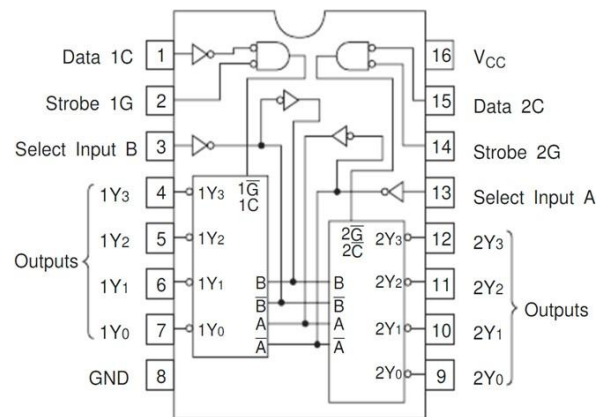 Data 1C 1
Strobe 1G 2
Select Input B 3
1Y3 4
1Y2 5
Outputs
1Y1 6
1Y0 7
GND 8
1Y3
1Y2
1Y1
1Y0
1G̅
1C
B
B̅
A
A̅
2G̅
2C̅
B
B̅
A
A̅
2Y3
2Y2
2Y1
2Y0
16 VCC
15 Data 2C
14 Strobe 2G
13 Select Input A
12 2Y3
11 2Y2
Outputs
10 2Y1
9 2Y0